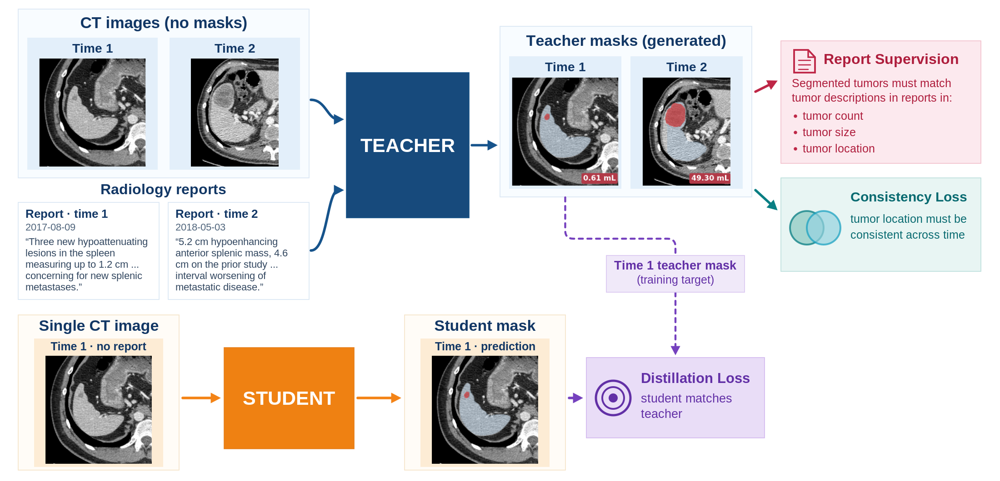 CT images (no masks)
Time 1
Time 2
Radiology reports
Report · time 1
2017-08-09
“Three new hypoattenuating
lesions in the spleen
measuring up to 1.2 cm ...
concerning for new splenic
metastases.”
Report · time 2
2018-05-03
“5.2 cm hypoenhancing
anterior splenic mass, 4.6
cm on the prior study ...
interval worsening of
metastatic disease.”
TEACHER
Teacher masks (generated)
Time 1
Time 2
0.61 mL
49.30 mL
Report Supervision
Segmented tumors must match
tumor descriptions in reports in:
• tumor count
• tumor size
• tumor location
Consistency Loss
tumor location must be
consistent across time
Time 1 teacher mask
(training target)
Single CT image
Time 1 · no report
STUDENT
Student mask
Time 1 · prediction
Distillation Loss
student matches
teacher